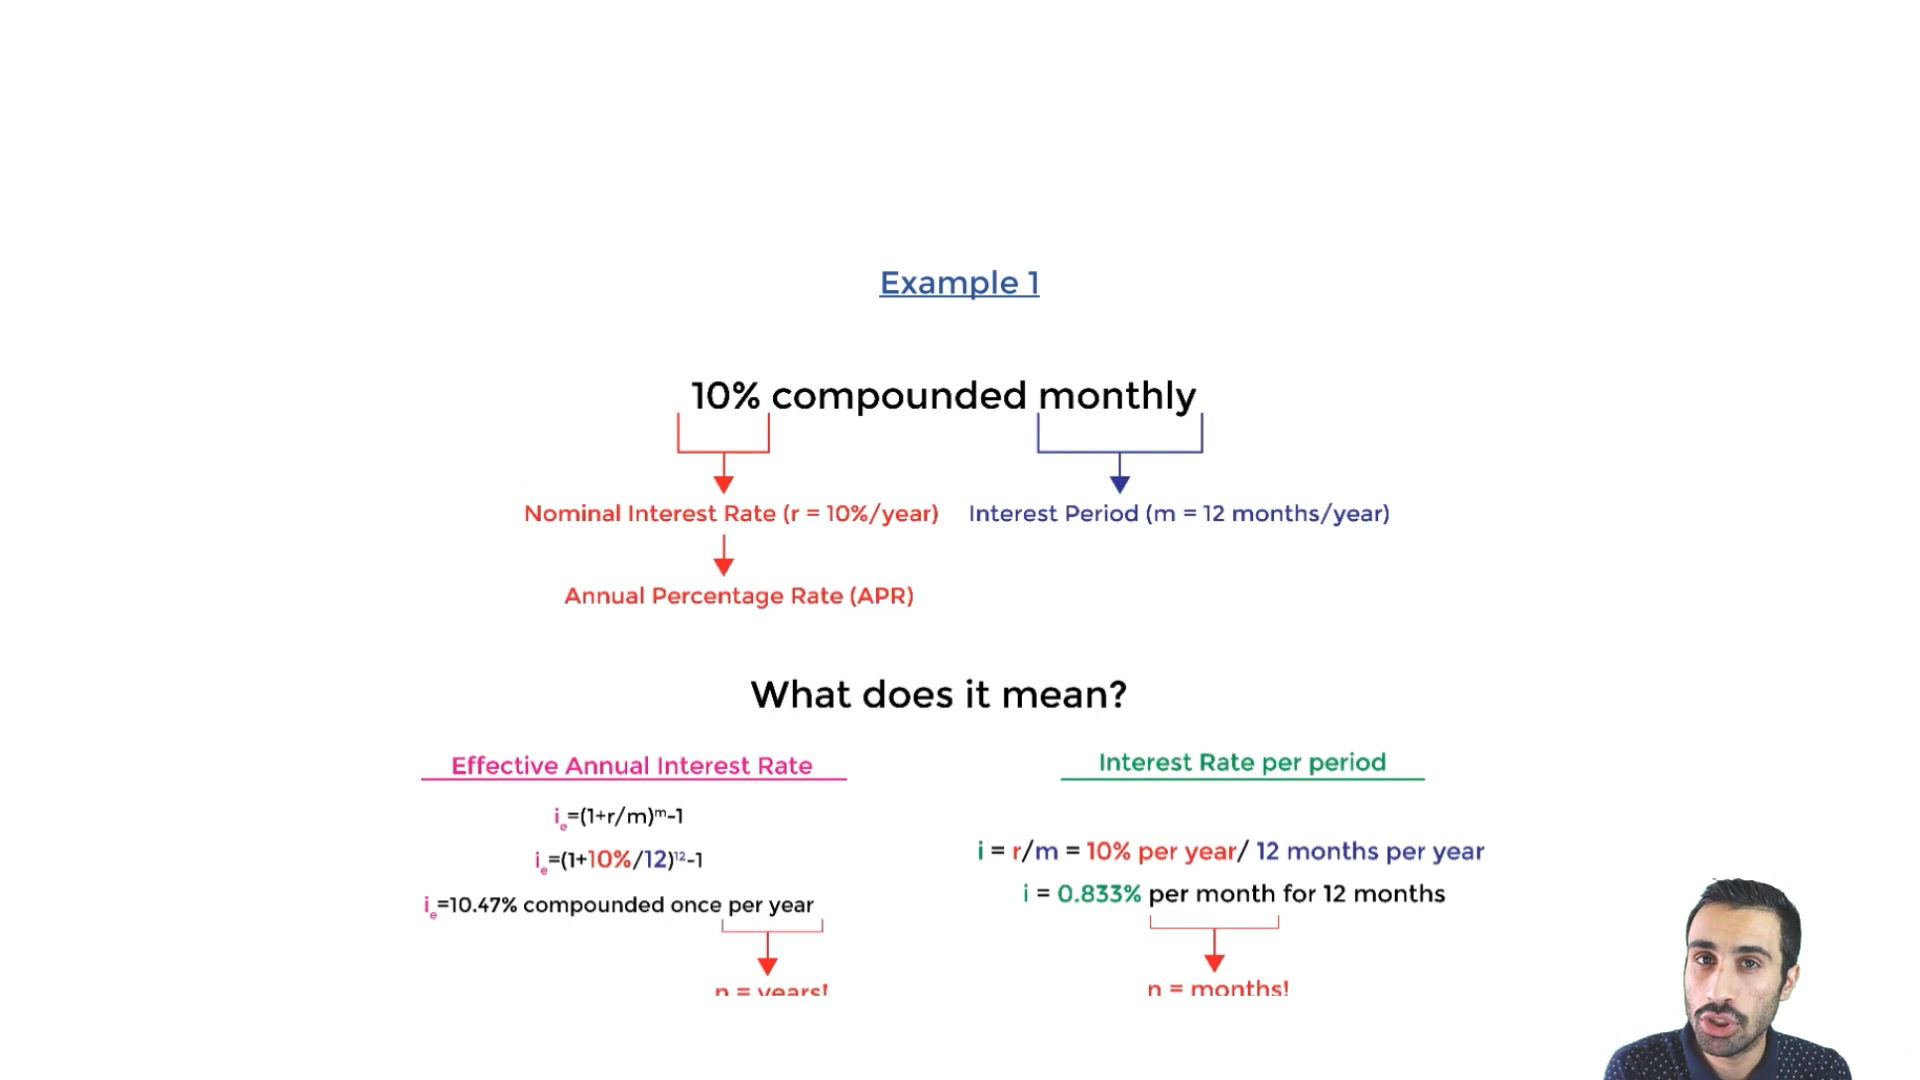 Example 1
10% compounded monthly
Nominal Interest Rate (r = 10%/year)
Interest Period (m = 12 months/year)
Annual Percentage Rate (APR)
What does it mean?
Effective Annual Interest Rate
iₑ=(1+r/m)ᵐ-1
iₑ=(1+10%/12)¹²-1
iₑ=10.47% compounded once per year
n = years!
Interest Rate per period
i = r/m = 10% per year/ 12 months per year
i = 0.833% per month for 12 months
n = months!